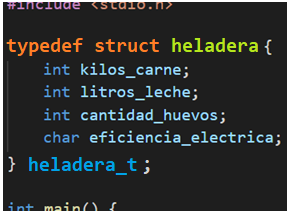 #include <stdio.h>
typedef struct heladera {
int kilos_carne;
int litros_leche;
int cantidad_huevos;
char eficiencia_electrica;
} heladera_t ;
int main() {